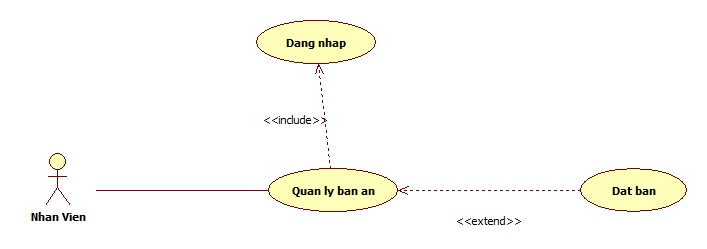 Dang nhap
<<include>>
Nhan Vien
Quan ly ban an
Dat ban
<<extend>>